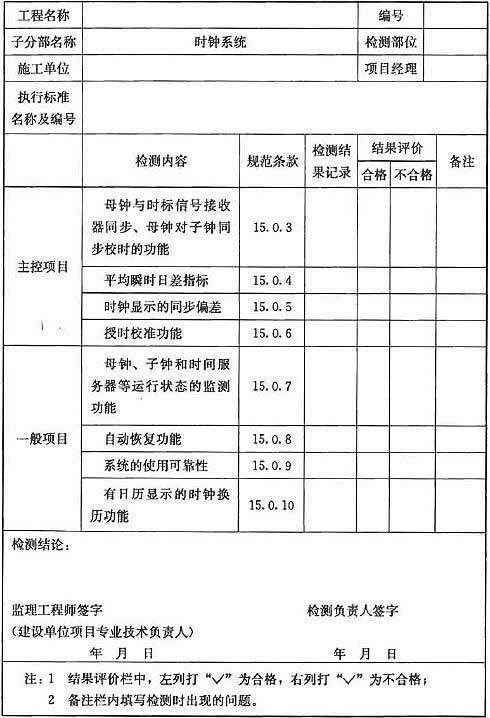 工程名称 编号
子分部名称 时钟系统 检测部位
施工单位 项目经理
执行标准
名称及编号
检测内容 规范条款 检测结
果记录 结果评价 备注
合格 不合格
主控项目
母钟与时标信号接收
器同步、母钟对子钟同
步校时的功能
15.0.3
平均瞬时日差指标 15.0.4
时钟显示的同步偏差 15.0.5
授时校准功能 15.0.6
一般项目
母钟、子钟和时间服
务器等运行状态的监测
功能
15.0.7
自动恢复功能 15.0.8
系统的使用可靠性 15.0.9
有日历显示的时钟换
历功能
15.0.10
检测结论：
监理工程师签字 检测负责人签字
（建设单位项目专业技术负责人）
年 月 日 年 月 日
注：1 结果评价栏中，左列打“√”为合格，右列打“√”为不合格；
2 备注栏内填写检测时出现的问题。